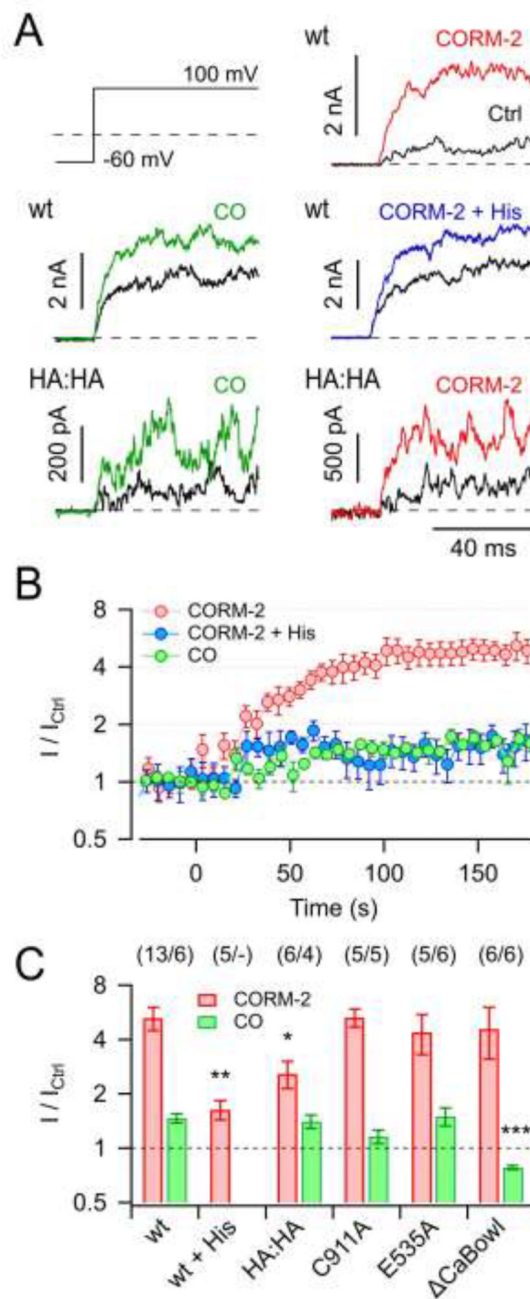 A
100 mV
-60 mV
wt
CORM-2
2 nA
Ctrl
wt
CO
2 nA
wt
CORM-2 + His
2 nA
HA:HA
CO
200 pA
HA:HA
CORM-2
500 pA
40 ms
B
CORM-2
CORM-2 + His
CO
I / ICtrl
8
4
2
1
0.5
0
50
100
150
Time (s)
C
(13/6) (5/-) (6/4) (5/5) (5/6) (6/6)
CORM-2
CO
** * ***
I / ICtrl
8
4
2
1
0.5
wt
wt + His
HA:HA
C911A
E535A
ΔCaBowl